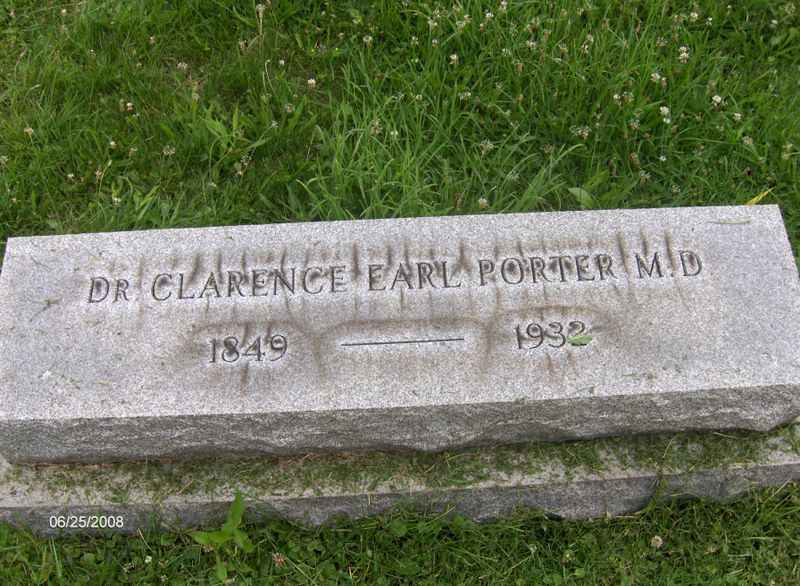 DR CLARENCE EARL PORTER M.D
1849 — 1932
06/25/2008